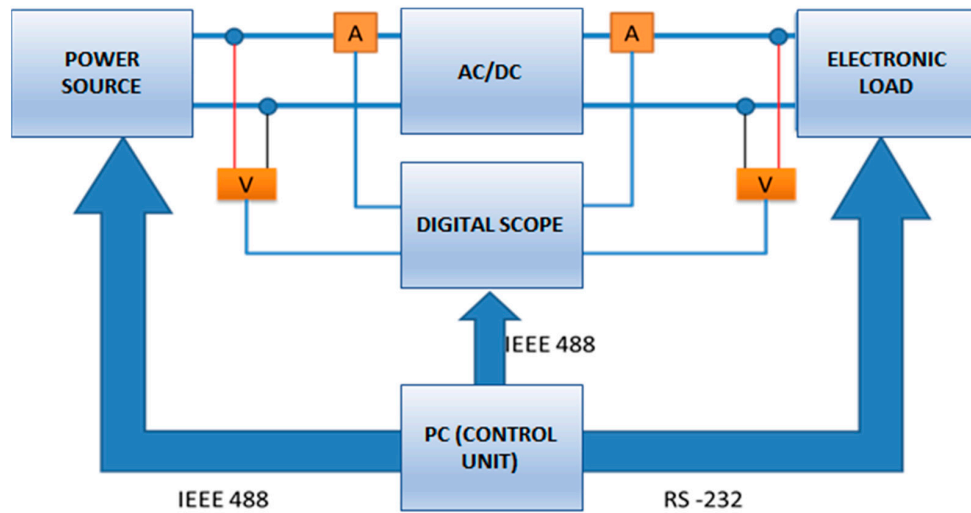 POWER
SOURCE
A
AC/DC
A
ELECTRONIC
LOAD
V
DIGITAL SCOPE
V
IEEE 488
PC (CONTROL
UNIT)
IEEE 488
RS -232